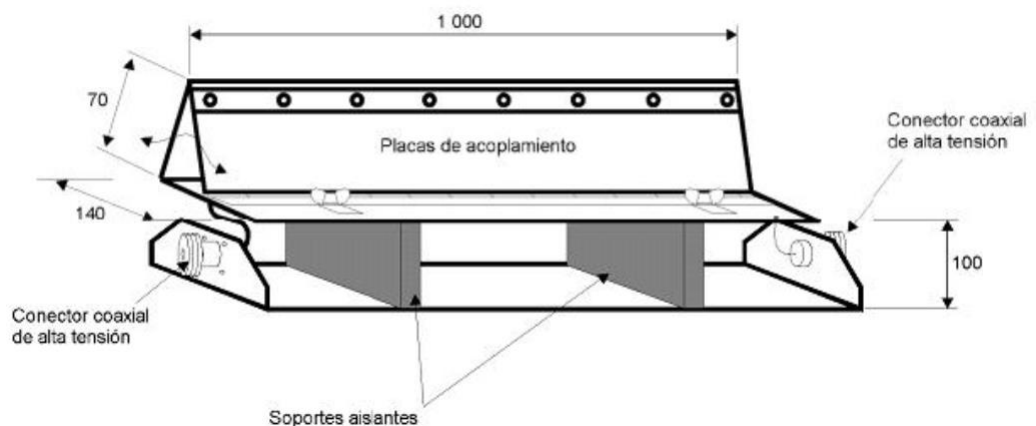 1 000
70
Conector coaxial
de alta tensión
Placas de acoplamiento
140
100
Conector coaxial
de alta tensión
Soportes aislantes